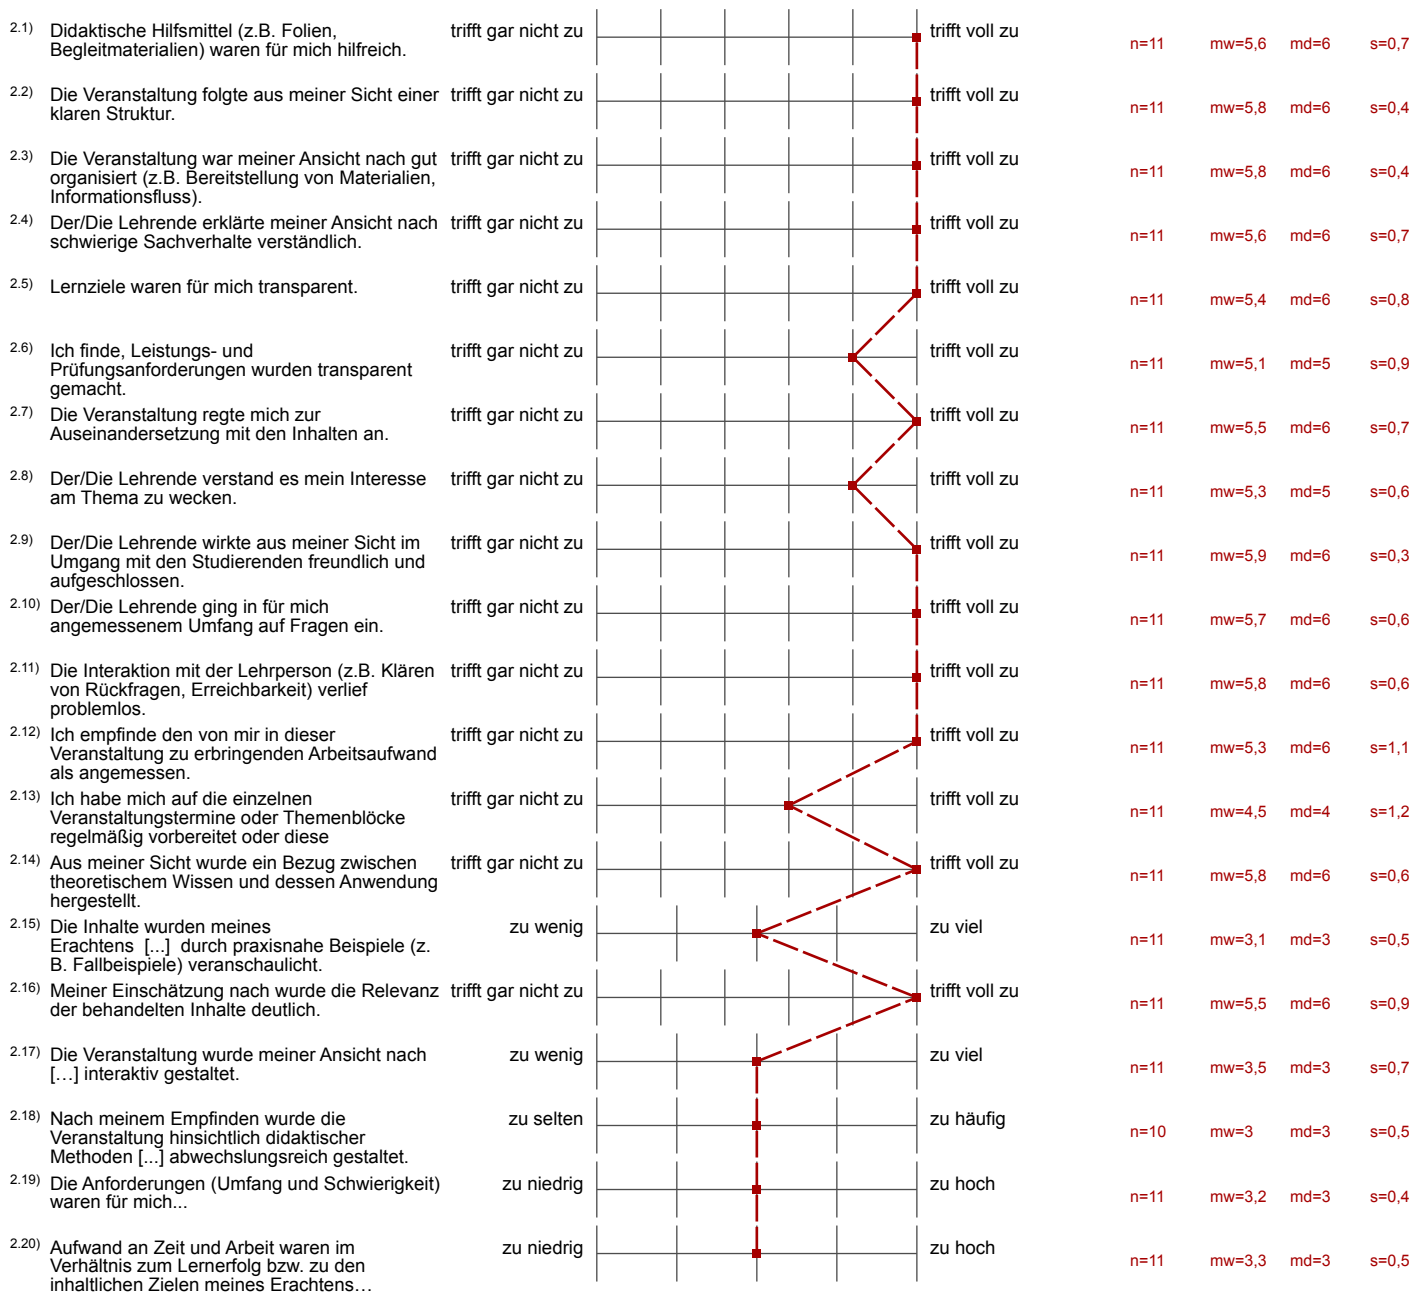 2.1) Didaktische Hilfsmittel (z.B. Folien, trifft gar nicht zu trifft voll zu n=11 mw=5,6 md=6 s=0,7
Begleitmaterialien) waren für mich hilfreich.
2.2) Die Veranstaltung folgte aus meiner Sicht einer trifft gar nicht zu trifft voll zu n=11 mw=5,8 md=6 s=0,4
klaren Struktur.
2.3) Die Veranstaltung war meiner Ansicht nach gut trifft gar nicht zu trifft voll zu n=11 mw=5,8 md=6 s=0,4
organisiert (z.B. Bereitstellung von Materialien,
Informationsfluss).
2.4) Der/Die Lehrende erklärte meiner Ansicht nach trifft gar nicht zu trifft voll zu n=11 mw=5,6 md=6 s=0,7
schwierige Sachverhalte verständlich.
2.5) Lernziele waren für mich transparent. trifft gar nicht zu trifft voll zu n=11 mw=5,4 md=6 s=0,8
2.6) Ich finde, Leistungs- und trifft gar nicht zu trifft voll zu n=11 mw=5,1 md=5 s=0,9
Prüfungsanforderungen wurden transparent
gemacht.
2.7) Die Veranstaltung regte mich zur trifft gar nicht zu trifft voll zu n=11 mw=5,5 md=6 s=0,7
Auseinandersetzung mit den Inhalten an.
2.8) Der/Die Lehrende verstand es mein Interesse trifft gar nicht zu trifft voll zu n=11 mw=5,3 md=5 s=0,6
am Thema zu wecken.
2.9) Der/Die Lehrende wirkte aus meiner Sicht im trifft gar nicht zu trifft voll zu n=11 mw=5,9 md=6 s=0,3
Umgang mit den Studierenden freundlich und
aufgeschlossen.
2.10) Der/Die Lehrende ging in für mich trifft gar nicht zu trifft voll zu n=11 mw=5,7 md=6 s=0,6
angemessenem Umfang auf Fragen ein.
2.11) Die Interaktion mit der Lehrperson (z.B. Klären trifft gar nicht zu trifft voll zu n=11 mw=5,8 md=6 s=0,6
von Rückfragen, Erreichbarkeit) verlief
problemlos.
2.12) Ich empfinde den von mir in dieser trifft gar nicht zu trifft voll zu n=11 mw=5,3 md=6 s=1,1
Veranstaltung zu erbringenden Arbeitsaufwand
als angemessen.
2.13) Ich habe mich auf die einzelnen trifft gar nicht zu trifft voll zu n=11 mw=4,5 md=4 s=1,2
Veranstaltungstermine oder Themenblöcke
regelmäßig vorbereitet oder diese
2.14) Aus meiner Sicht wurde ein Bezug zwischen trifft gar nicht zu trifft voll zu n=11 mw=5,8 md=6 s=0,6
theoretischem Wissen und dessen Anwendung
hergestellt.
2.15) Die Inhalte wurden meines zu wenig zu viel n=11 mw=3,1 md=3 s=0,5
Erachtens [...] durch praxisnahe Beispiele (z.
B. Fallbeispiele) veranschaulicht.
2.16) Meiner Einschätzung nach wurde die Relevanz trifft gar nicht zu trifft voll zu n=11 mw=5,5 md=6 s=0,9
der behandelten Inhalte deutlich.
2.17) Die Veranstaltung wurde meiner Ansicht nach zu wenig zu viel n=11 mw=3,5 md=3 s=0,7
[…] interaktiv gestaltet.
2.18) Nach meinem Empfinden wurde die zu selten zu häufig n=10 mw=3 md=3 s=0,5
Veranstaltung hinsichtlich didaktischer
Methoden [...] abwechslungsreich gestaltet.
2.19) Die Anforderungen (Umfang und Schwierigkeit) zu niedrig zu hoch n=11 mw=3,2 md=3 s=0,4
waren für mich...
2.20) Aufwand an Zeit und Arbeit waren im zu niedrig zu hoch n=11 mw=3,3 md=3 s=0,5
Verhältnis zum Lernerfolg bzw. zu den
inhaltlichen Zielen meines Erachtens…